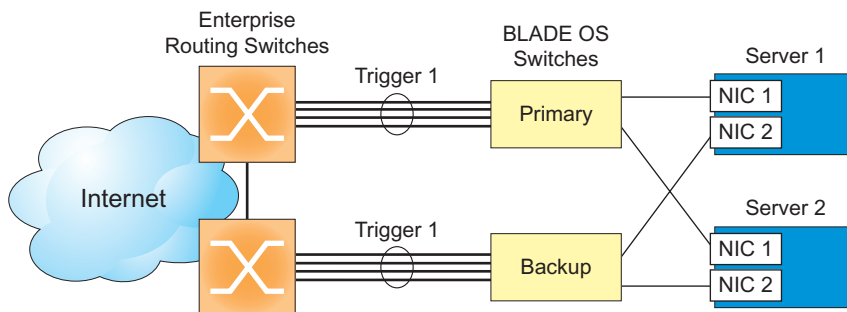 Enterprise
Routing Switches
BLADE OS
Switches
Server 1
Trigger 1
NIC 1
Primary
NIC 2
Internet
Server 2
Trigger 1
NIC 1
Backup
NIC 2